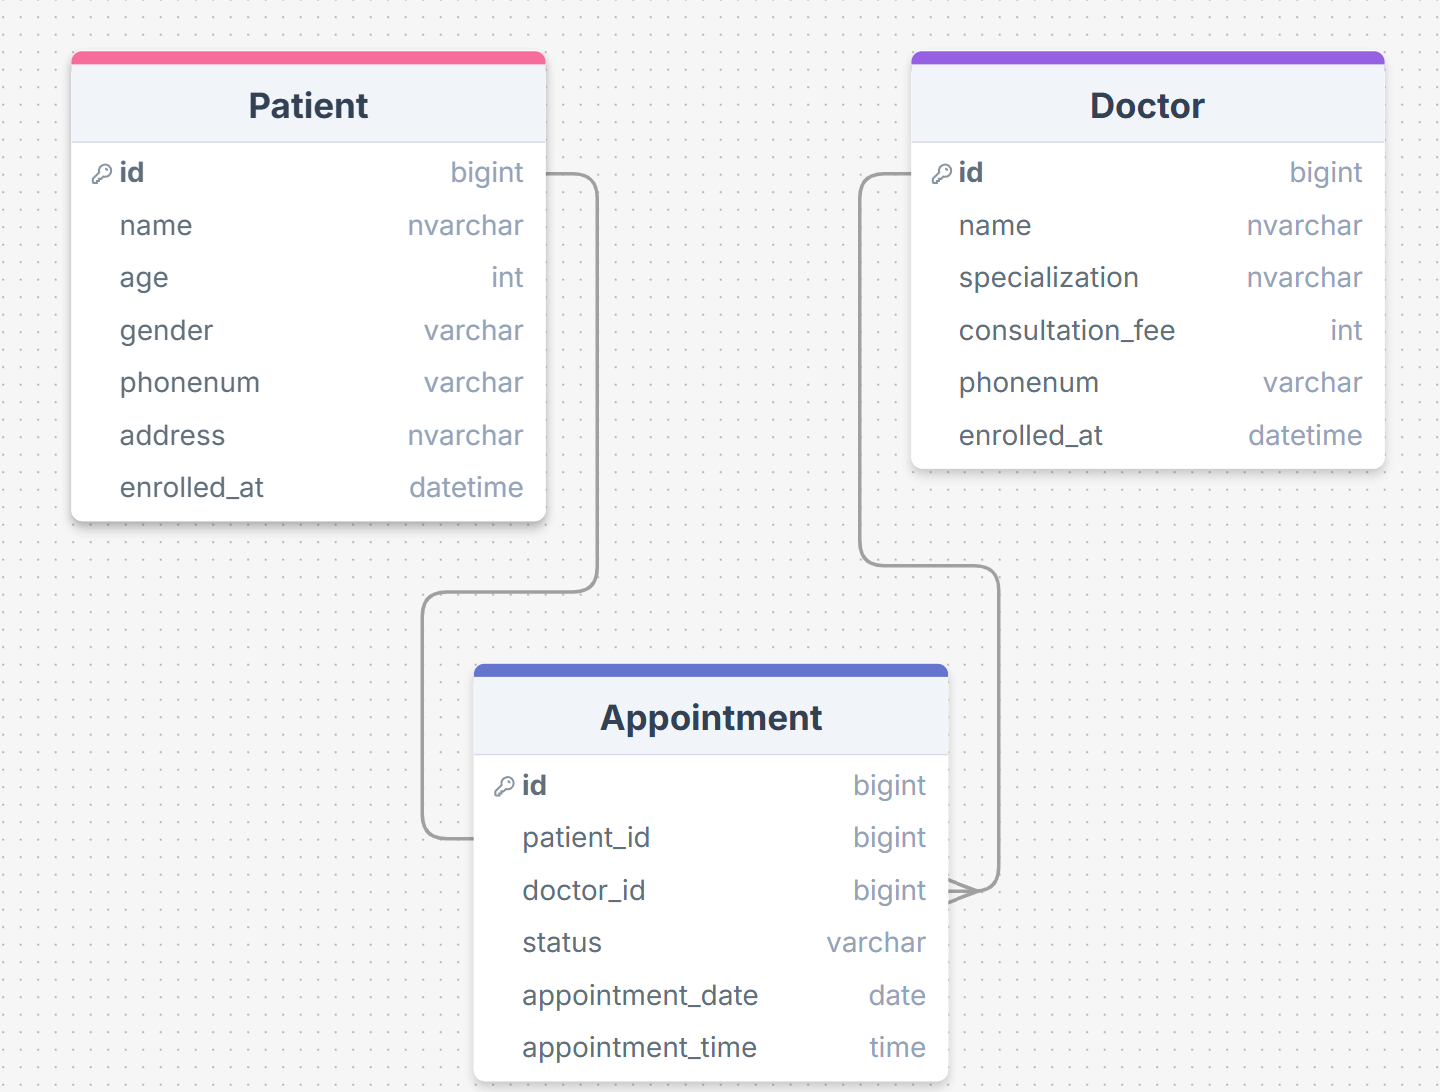 Patient
id bigint
name nvarchar
age int
gender varchar
phonenum varchar
address nvarchar
enrolled_at datetime
Doctor
id bigint
name nvarchar
specialization nvarchar
consultation_fee int
phonenum varchar
enrolled_at datetime
Appointment
id bigint
patient_id bigint
doctor_id bigint
status varchar
appointment_date date
appointment_time time